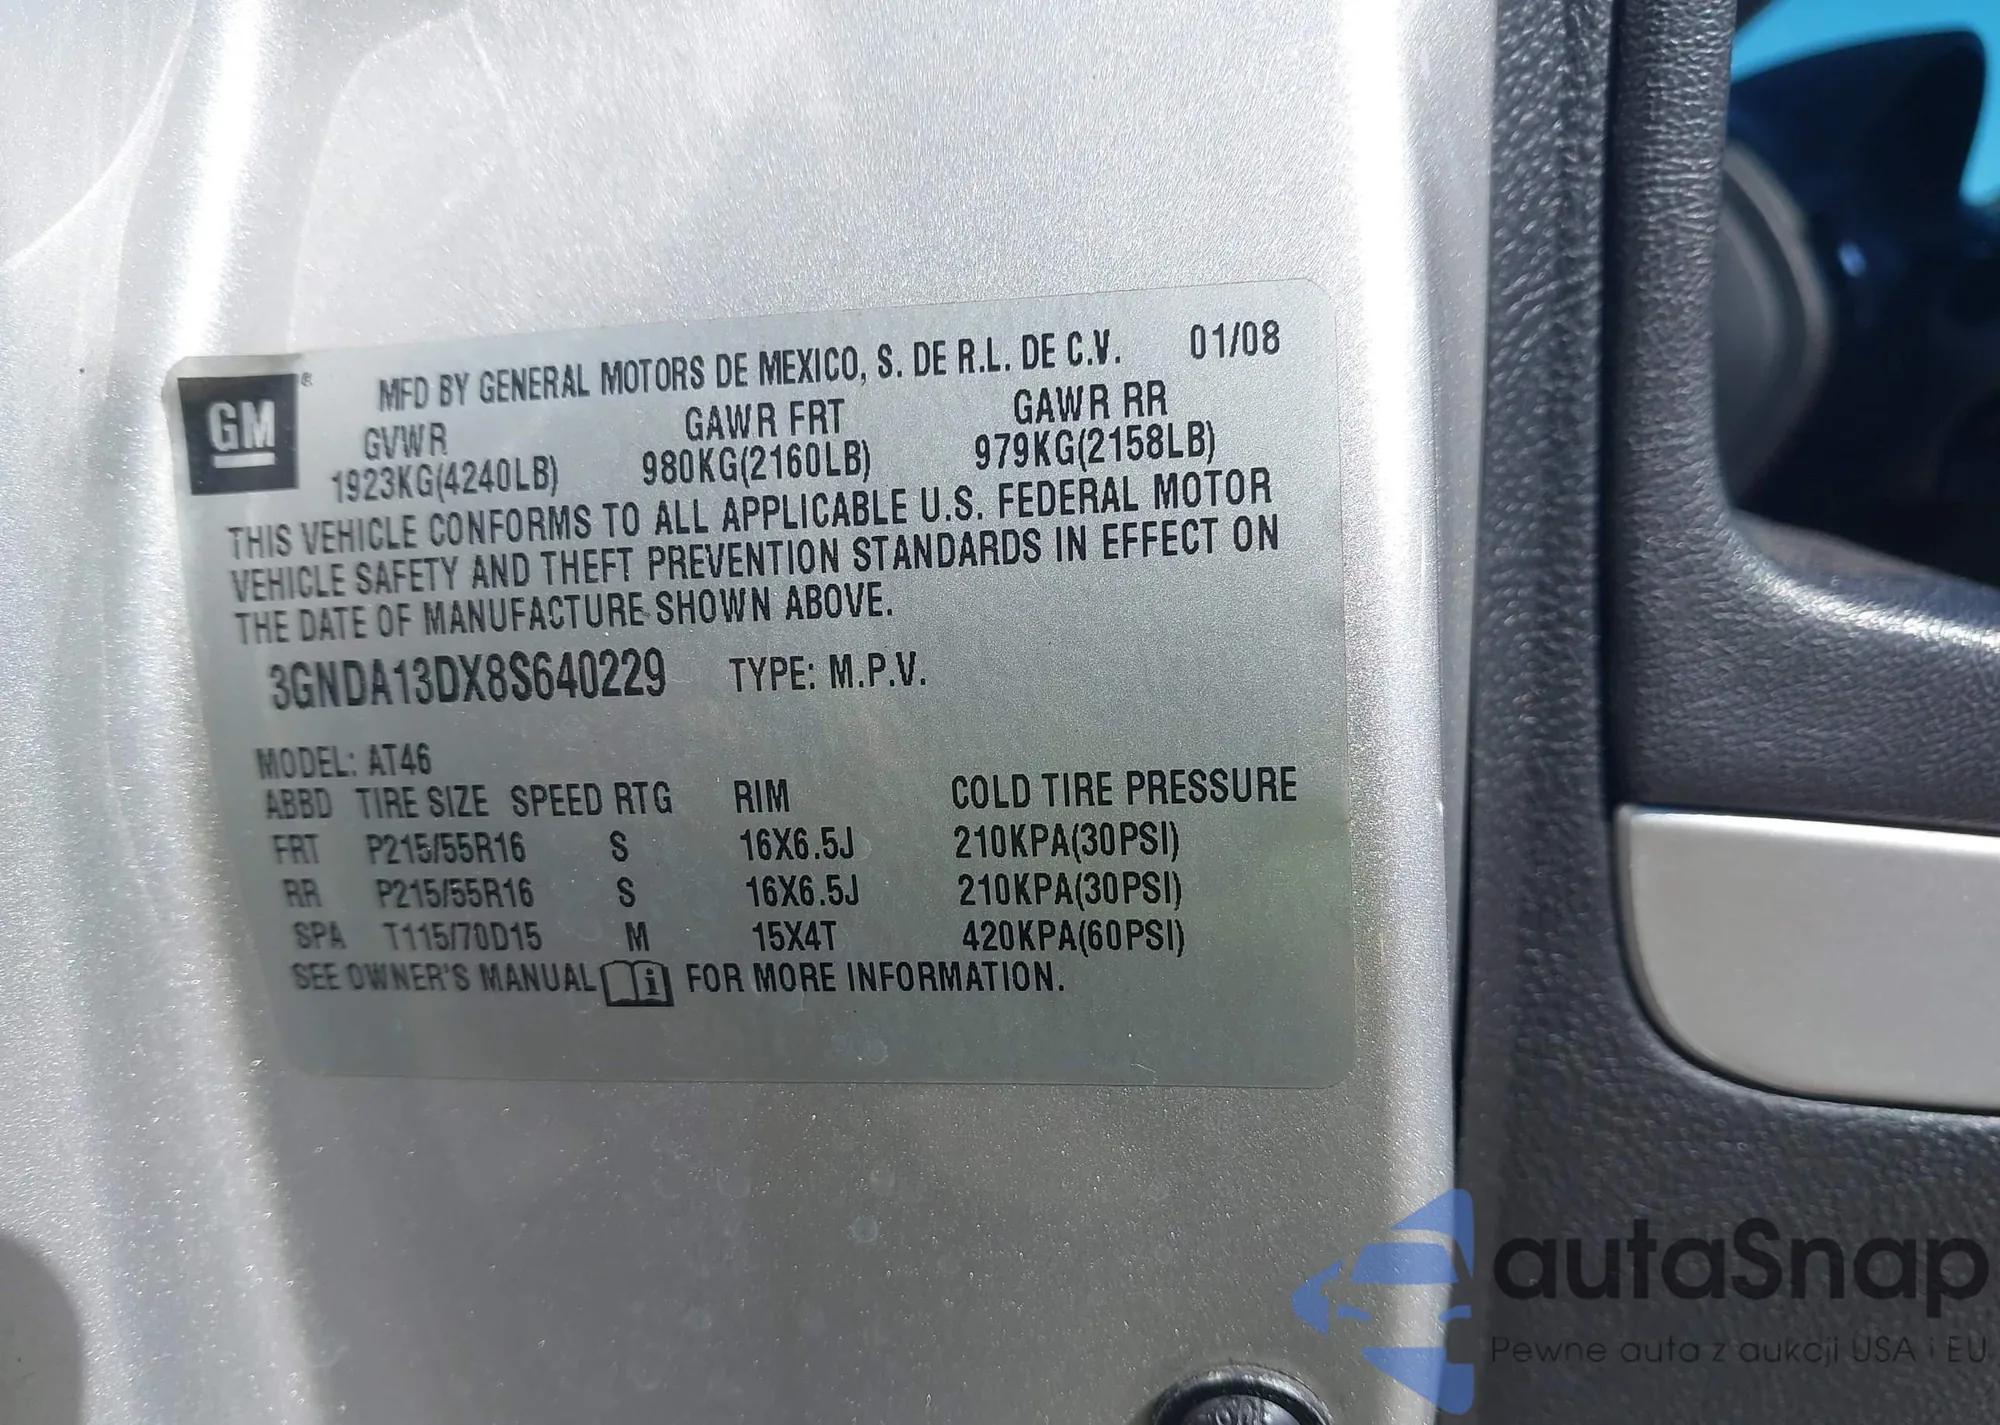 GM ®
MFD BY GENERAL MOTORS DE MEXICO, S. DE R.L. DE C.V. 01/08
GVWR GAWR FRT GAWR RR
1923KG(4240LB) 980KG(2160LB) 979KG(2158LB)
THIS VEHICLE CONFORMS TO ALL APPLICABLE U.S. FEDERAL MOTOR
VEHICLE SAFETY AND THEFT PREVENTION STANDARDS IN EFFECT ON
THE DATE OF MANUFACTURE SHOWN ABOVE.
3GNDA13DX8S640229 TYPE: M.P.V.
MODEL: AT46
ABBD TIRE SIZE SPEED RTG RIM COLD TIRE PRESSURE
FRT P215/55R16 S 16X6.5J 210KPA(30PSI)
RR P215/55R16 S 16X6.5J 210KPA(30PSI)
SPA T115/70D15 M 15X4T 420KPA(60PSI)
SEE OWNER'S MANUAL i FOR MORE INFORMATION.
autaSnap
Pewne auta z aukcji USA i EU